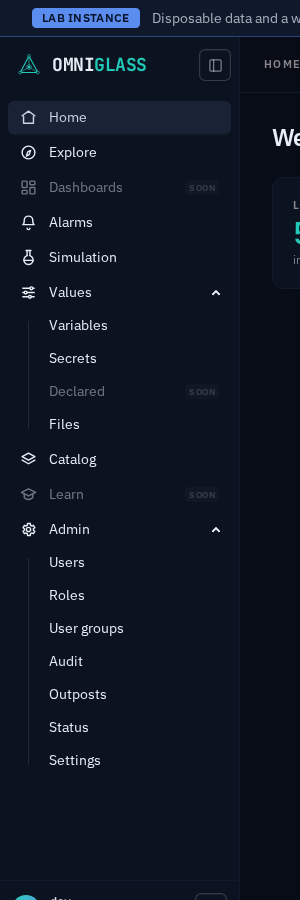 LAB INSTANCE Disposable data and a w
OMNIGLASS
HOME
Home
We
Explore
Dashboards SOON
Alarms
Simulation
Values
Variables
Secrets
Declared SOON
Files
Catalog
Learn SOON
Admin
Users
Roles
User groups
Audit
Outposts
Status
Settings